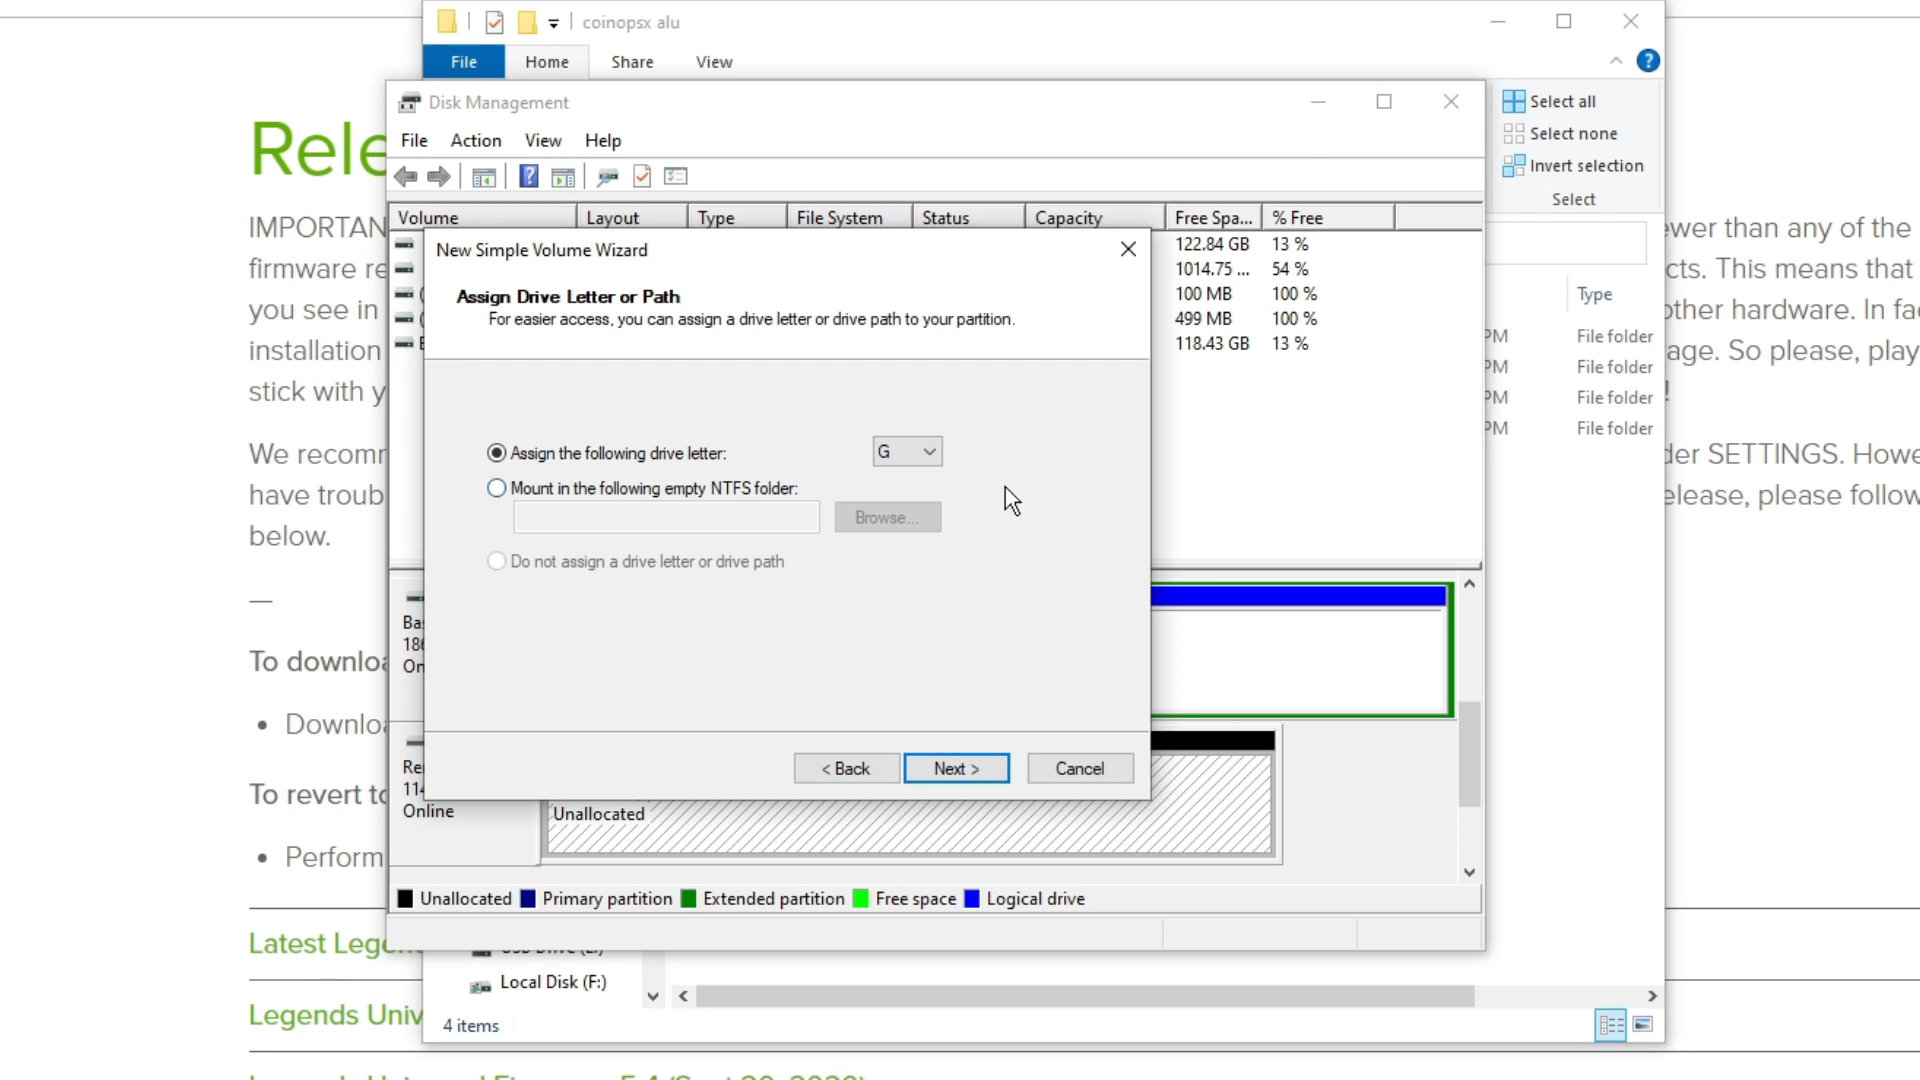 coinopsx alu
File Home Share View
Disk Management
File Action View Help
Select all
Select none
Invert selection
Select
Volume Layout Type File System Status Capacity Free Spa... % Free
122.84 GB 13 %
1014.75 ... 54 %
100 MB 100 %
499 MB 100 %
118.43 GB 13 %
New Simple Volume Wizard
Assign Drive Letter or Path
For easier access, you can assign a drive letter or drive path to your partition.
Assign the following drive letter: G
Mount in the following empty NTFS folder:
Browse...
Do not assign a drive letter or drive path
< Back Next > Cancel
Online
Unallocated
Unallocated Primary partition Extended partition Free space Logical drive
Type
PM File folder
PM File folder
PM File folder
PM File folder
Local Disk (F:)
4 items
IMPORTAN
firmware re
you see in
installation
stick with y
We recomm
have troub
below.
—
To downloa
• Downloa
To revert to
• Perform
Latest Lege
Legends Univ
ewer than any of the
cts. This means that
other hardware. In fac
age. So please, play
!
der SETTINGS. Howe
elease, please follow